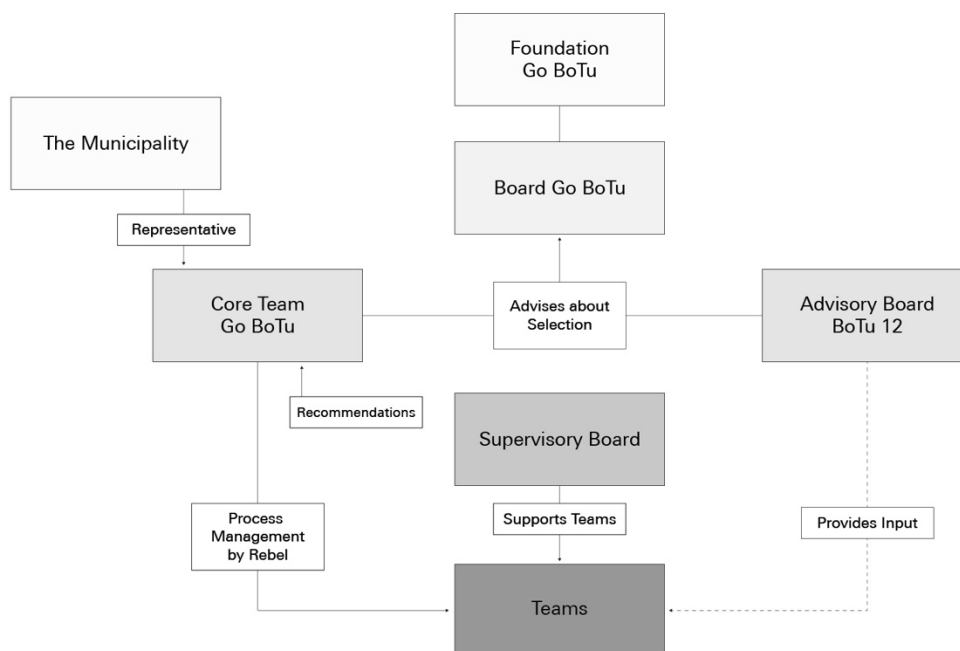 Foundation
Go BoTu
The Municipality
Board Go BoTu
Representative
Core Team
Go BoTu
Advises about
Selection
Advisory Board
BoTu 12
Recommendations
Supervisory Board
Process
Management
by Rebel
Supports Teams
Provides Input
Teams